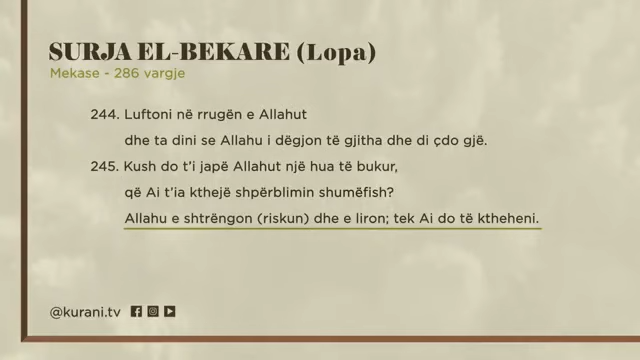 SURJA EL-BEKARE (Lopa)
Mekase - 286 vargje
244. Luftoni në rrugën e Allahut
dhe ta dini se Allahu i dëgjon të gjitha dhe di çdo gjë.
245. Kush do t’i japë Allahut një hua të bukur,
që Ai t’ia kthejë shpërblimin shumëfish?
Allahu e shtrëngon (riskun) dhe e liron; tek Ai do të ktheheni.
@kurani.tv